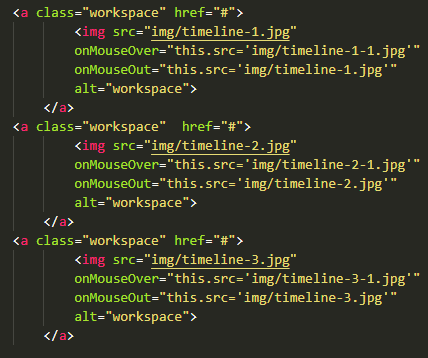 <a class="workspace" href="#">
<img src="img/timeline-1.jpg"
onMouseOver="this.src='img/timeline-1-1.jpg'"
onMouseOut="this.src='img/timeline-1.jpg'"
alt="workspace">
</a>
<a class="workspace"  href="#">
<img src="img/timeline-2.jpg"
onMouseOver="this.src='img/timeline-2-1.jpg'"
onMouseOut="this.src='img/timeline-2.jpg'"
alt="workspace">
</a>
<a class="workspace" href="#">
<img src="img/timeline-3.jpg"
onMouseOver="this.src='img/timeline-3-1.jpg'"
onMouseOut="this.src='img/timeline-3.jpg'"
alt="workspace">
</a>